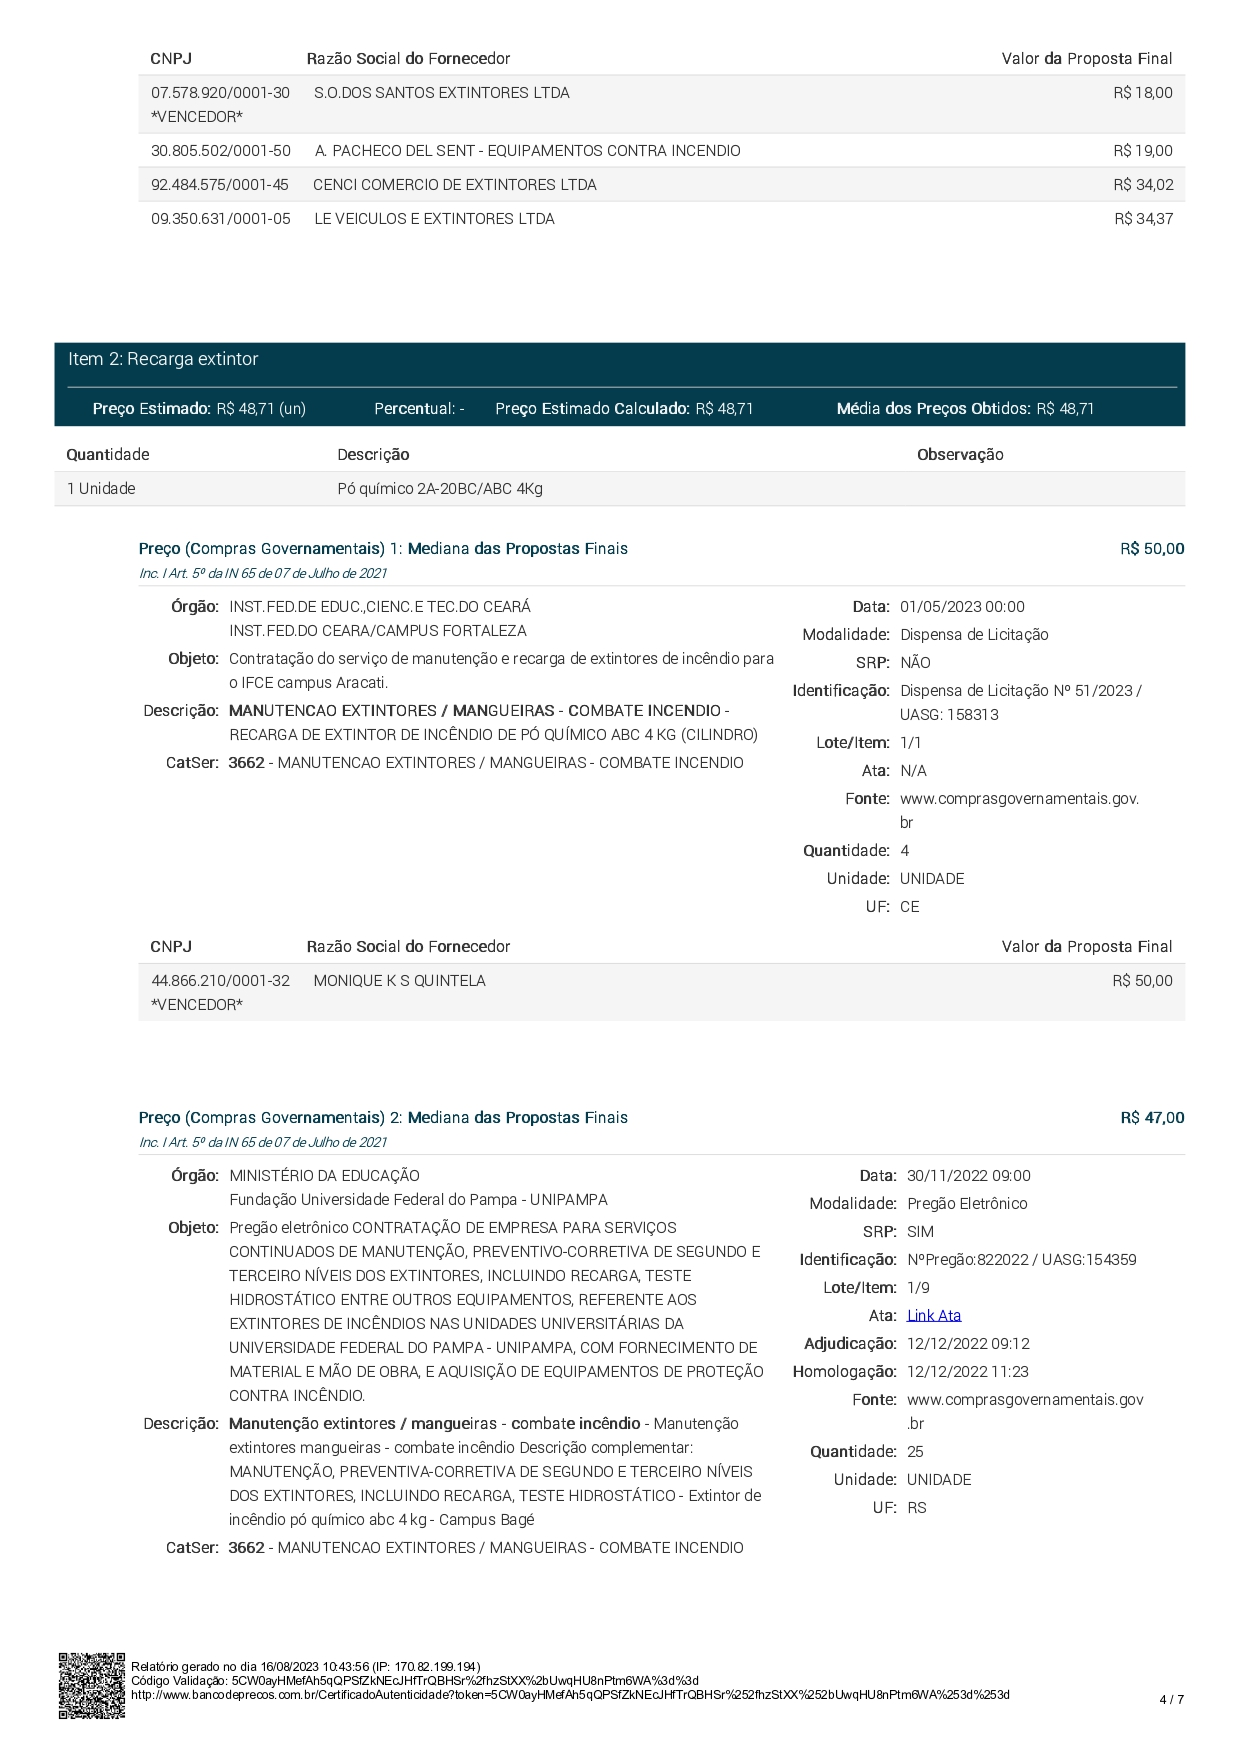 CNPJ Razão Social do Fornecedor Valor da Proposta Final
07.578.920/0001-30 S.O.DOS SANTOS EXTINTORES LTDA R$ 18,00
*VENCEDOR*
30.805.502/0001-50 A. PACHECO DEL SENT - EQUIPAMENTOS CONTRA INCENDIO R$ 19,00
92.484.575/0001-45 CENCI COMERCIO DE EXTINTORES LTDA R$ 34,02
09.350.631/0001-05 LE VEICULOS E EXTINTORES LTDA R$ 34,37
Item 2: Recarga extintor
Preço Estimado: R$ 48,71 (un) Percentual: - Preço Estimado Calculado: R$ 48,71 Média dos Preços Obtidos: R$ 48,71
Quantidade Descrição Observação
1 Unidade Pó químico 2A-20BC/ABC 4Kg
Preço (Compras Governamentais) 1: Mediana das Propostas Finais R$ 50,00
Inc. I Art. 5º da IN 65 de 07 de Julho de 2021
Órgão: INST.FED.DE EDUC.,CIENC.E TEC.DO CEARÁ
INST.FED.DO CEARA/CAMPUS FORTALEZA
Objeto: Contratação do serviço de manutenção e recarga de extintores de incêndio para
o IFCE campus Aracati.
Descrição: MANUTENCAO EXTINTORES / MANGUEIRAS - COMBATE INCENDIO -
RECARGA DE EXTINTOR DE INCÊNDIO DE PÓ QUÍMICO ABC 4 KG (CILINDRO)
CatSer: 3662 - MANUTENCAO EXTINTORES / MANGUEIRAS - COMBATE INCENDIO
Data: 01/05/2023 00:00
Modalidade: Dispensa de Licitação
SRP: NÃO
Identificação: Dispensa de Licitação Nº 51/2023 /
UASG: 158313
Lote/Item: 1/1
Ata: N/A
Fonte: www.comprasgovernamentais.gov.
br
Quantidade: 4
Unidade: UNIDADE
UF: CE
CNPJ Razão Social do Fornecedor Valor da Proposta Final
44.866.210/0001-32 MONIQUE K S QUINTELA R$ 50,00
*VENCEDOR*
Preço (Compras Governamentais) 2: Mediana das Propostas Finais R$ 47,00
Inc. I Art. 5º da IN 65 de 07 de Julho de 2021
Órgão: MINISTÉRIO DA EDUCAÇÃO
Fundação Universidade Federal do Pampa - UNIPAMPA
Objeto: Pregão eletrônico CONTRATAÇÃO DE EMPRESA PARA SERVIÇOS
CONTINUADOS DE MANUTENÇÃO, PREVENTIVO-CORRETIVA DE SEGUNDO E
TERCEIRO NÍVEIS DOS EXTINTORES, INCLUINDO RECARGA, TESTE
HIDROSTÁTICO ENTRE OUTROS EQUIPAMENTOS, REFERENTE AOS
EXTINTORES DE INCÊNDIOS NAS UNIDADES UNIVERSITÁRIAS DA
UNIVERSIDADE FEDERAL DO PAMPA - UNIPAMPA, COM FORNECIMENTO DE
MATERIAL E MÃO DE OBRA, E AQUISIÇÃO DE EQUIPAMENTOS DE PROTEÇÃO
CONTRA INCÊNDIO.
Descrição: Manutenção extintores / mangueiras - combate incêndio - Manutenção
extintores mangueiras - combate incêndio Descrição complementar:
MANUTENÇÃO, PREVENTIVA-CORRETIVA DE SEGUNDO E TERCEIRO NÍVEIS
DOS EXTINTORES, INCLUINDO RECARGA, TESTE HIDROSTÁTICO - Extintor de
incêndio pó químico abc 4 kg - Campus Bagé
CatSer: 3662 - MANUTENCAO EXTINTORES / MANGUEIRAS - COMBATE INCENDIO
Data: 30/11/2022 09:00
Modalidade: Pregão Eletrônico
SRP: SIM
Identificação: NºPregão:822022 / UASG:154359
Lote/Item: 1/9
Ata: Link Ata
Adjudicação: 12/12/2022 09:12
Homologação: 12/12/2022 11:23
Fonte: www.comprasgovernamentais.gov
.br
Quantidade: 25
Unidade: UNIDADE
UF: RS
Relatório gerado no dia 16/08/2023 10:43:56 (IP: 170.82.199.194)
Código Validação: 5CW0ayHMefAh5qQPSfZkNEcJHfTrQBHSr%2fhzStXX%2bUwqHU8nPtm6WA%3d%3d
http://www.bancodeprecos.com.br/CertificadoAutenticidade?token=5CW0ayHMefAh5qQPSfZkNEcJHfTrQBHSr%252fhzStXX%252bUwqHU8nPtm6WA%253d%253d
4 / 7